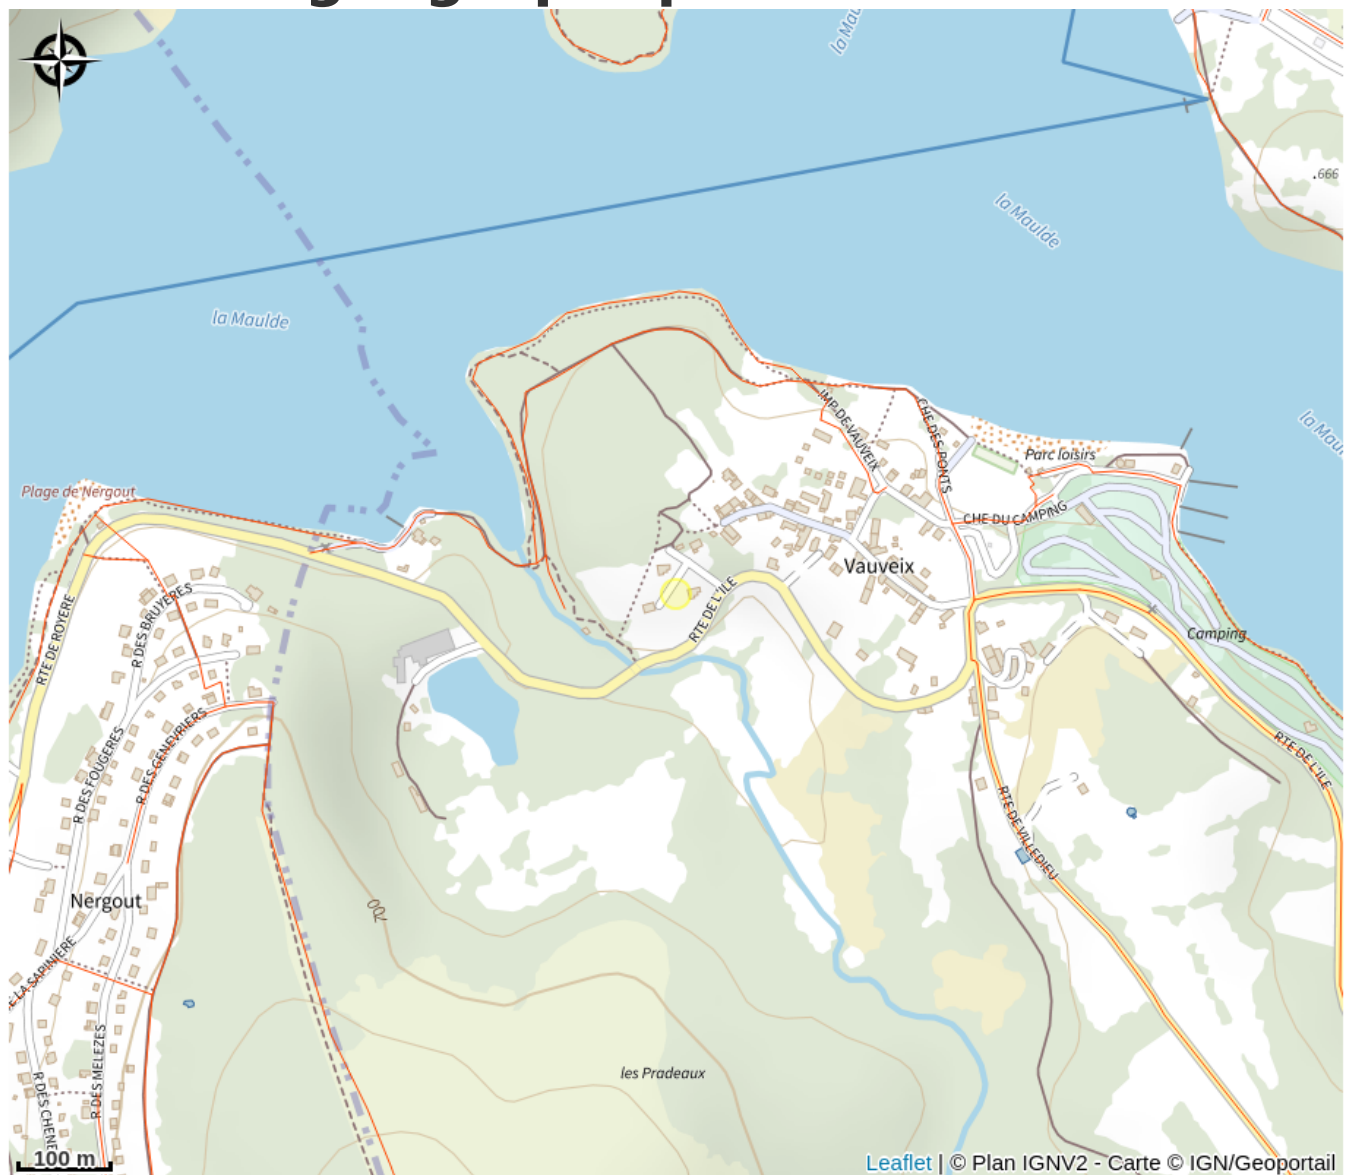 la Mau
la Maulde
.666
la Maulde
la Mau
Plage de Nergout
IMP DE VAUVEIX
CHE DES PONTS
Parc loisirs
CHE DU CAMPING
Vauveix
RTE DE L'ILE
RTE DE ROYERE
R DES BRUYERES
Camping
R DES FOUGERES
R DES GENEVRIERS
RTE DE L'ILE
RTE DE VILLEDIEU
Nergout
700
E LA SAPINIERE
R DES MELEZES
R DES CHENE
les Pradeaux
100 m
Leaflet | © Plan IGNV2 - Carte © IGN/Geoportail